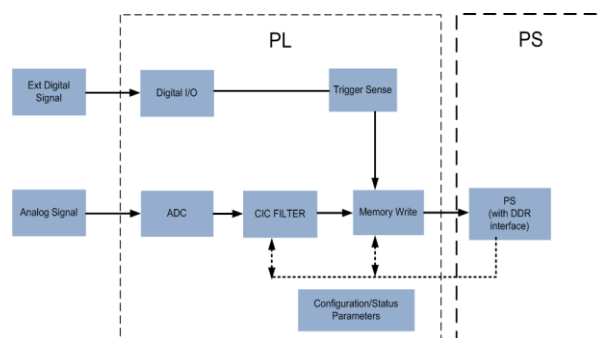 PL
PS
Ext Digital
Signal
Digital I/O
Trigger Sense
Analog Signal
ADC
CIC FILTER
Memory Write
PS
(with DDR
interface)
Configuration/Status
Parameters